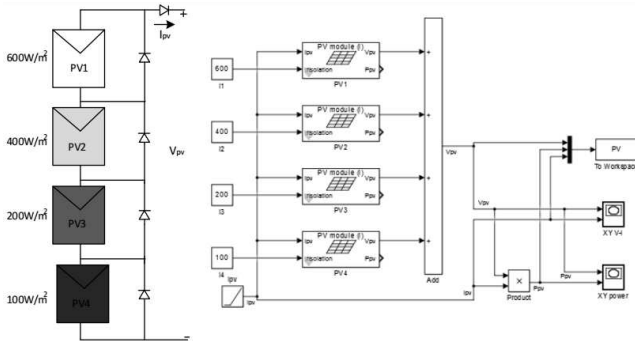 +
Ipv
600W/m²
PV1
400W/m²
PV2
Vpv
200W/m²
PV3
100W/m²
PV4
-
600
I1
Ipv
PV module (I)
Vpv
Insolation
Ppv
PV1
400
I2
Ipv
PV module (I)
Vpv
Insolation
Ppv
PV2
200
I3
Ipv
PV module (I)
Vpv
Insolation
Ppv
PV3
100
I4
Ipv
PV module (I)
Vpv
Insolation
Ppv
PV4
Ipv
Ipv
+
+
+
+
Add
Vpv
PV
To Workspac
Vpv
XY V-I
×
Product
Ipv
Ppv
Ppv
XY power